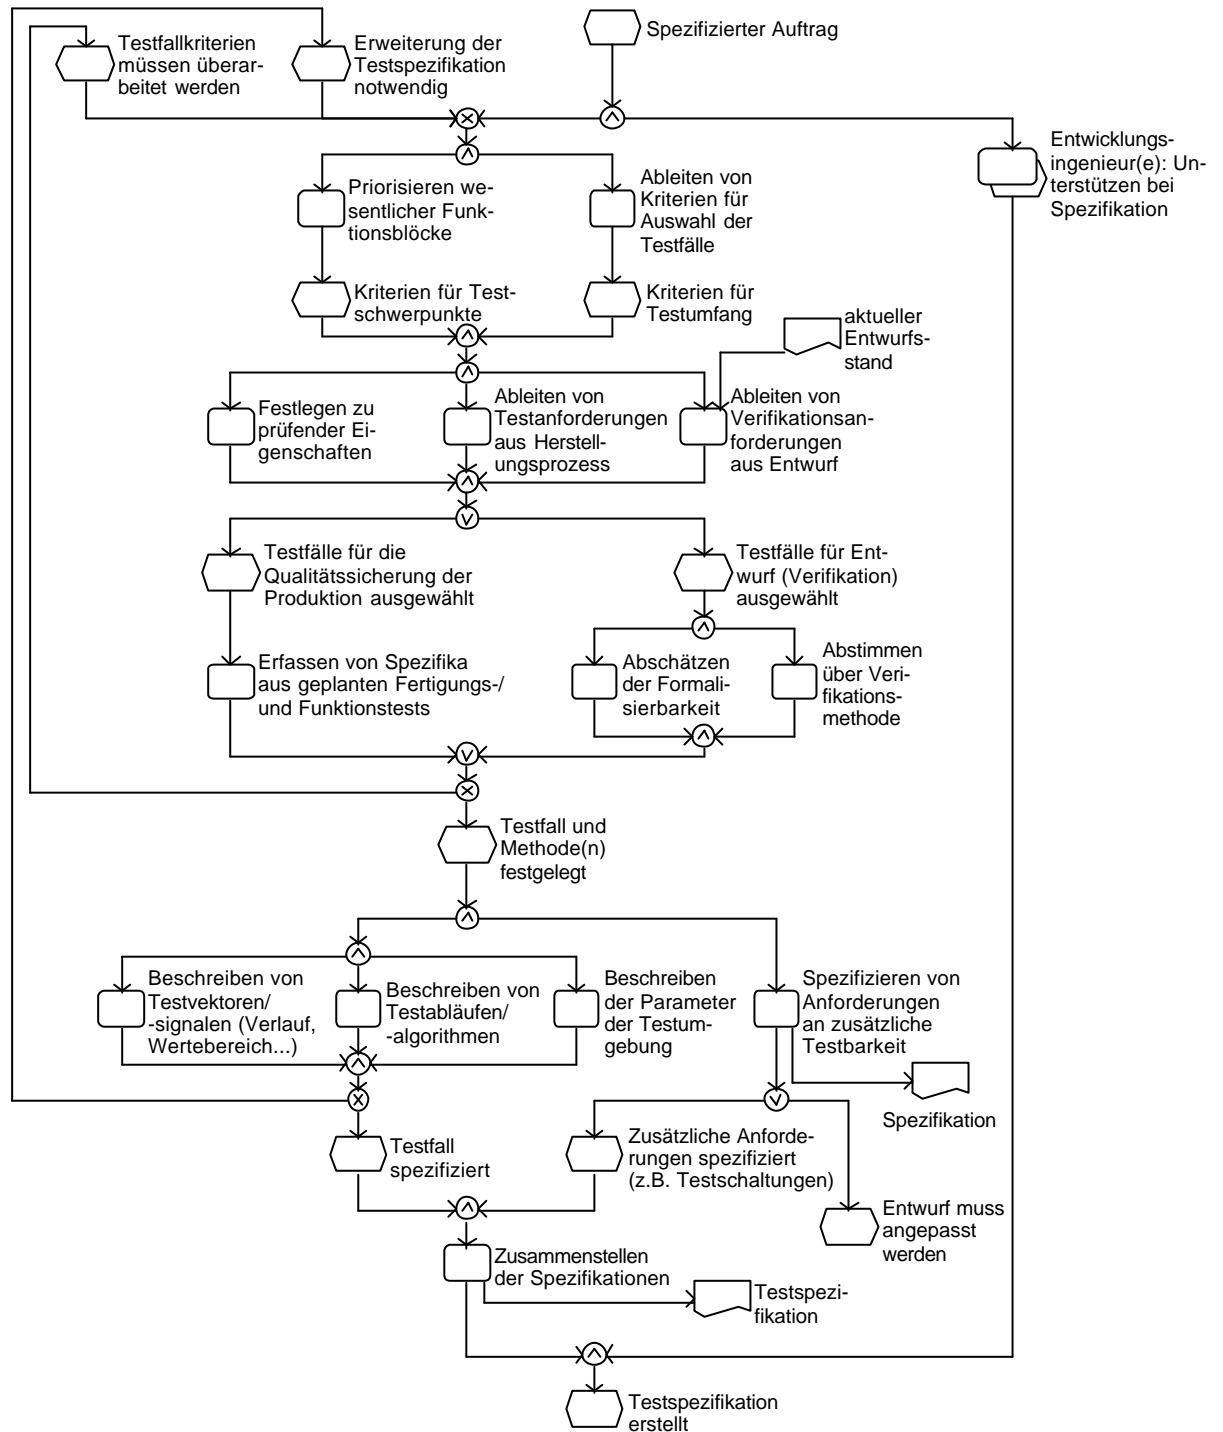 Testfallkriterien
müssen überar-
beitet werden
Erweiterung der
Testspezifikation
notwendig
Spezifizierter Auftrag
Entwicklungs-
ingenieur(e): Un-
terstützen bei
Spezifikation
Priorisieren we-
sentlicher Funk-
tionsblöcke
Ableiten von
Kriterien für
Auswahl der
Testfälle
Kriterien für Test-
schwerpunkte
Kriterien für
Testumfang
aktueller
Entwurfs-
stand
Festlegen zu
prüfender Ei-
genschaften
Ableiten von
Testanforderungen
aus Herstell-
ungsprozess
Ableiten von
Verifikationsan-
forderungen
aus Entwurf
Testfälle für die
Qualitätssicherung der
Produktion ausgewählt
Testfälle für Ent-
wurf (Verifikation)
ausgewählt
Erfassen von Spezifika
aus geplanten Fertigungs-/
und Funktionstests
Abschätzen
der Formali-
sierbarkeit
Abstimmen
über Veri-
fikations-
methode
Testfall und
Methode(n)
festgelegt
Beschreiben von
Testvektoren/
-signalen (Verlauf,
Wertebereich...)
Beschreiben von
Testabläufen/
-algorithmen
Beschreiben
der Parameter
der Testum-
gebung
Spezifizieren von
Anforderungen
an zusätzliche
Testbarkeit
Spezifikation
Testfall
spezifiziert
Zusätzliche Anforde-
rungen spezifiziert
(z.B. Testschaltungen)
Entwurf muss
angepasst
werden
Zusammenstellen
der Spezifikationen
Testspezi-
fikation
Testspezifikation
erstellt